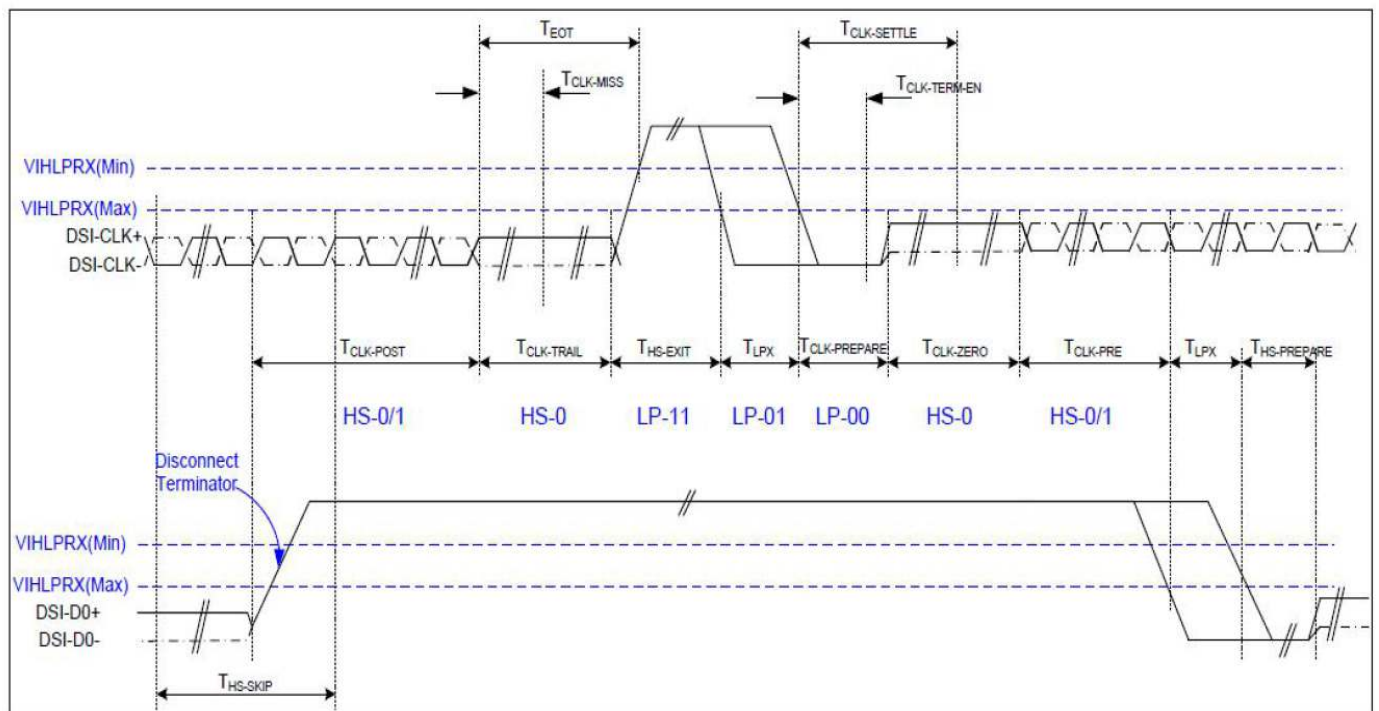 TEOT
TCLK-SETTLE
TCLK-MISS
TCLK-TERM-EN
VIHLPRX(Min)
VIHLPRX(Max)
DSI-CLK+
DSI-CLK-
TCLK-POST
TCLK-TRAIL
THS-EXIT
TLPX
TCLK-PREPARE
TCLK-ZERO
TCLK-PRE
TLPX
THS-PREPARE
HS-0/1
HS-0
LP-11
LP-01
LP-00
HS-0
HS-0/1
Disconnect
Terminator
VIHLPRX(Min)
VIHLPRX(Max)
DSI-D0+
DSI-D0-
THS-SKIP